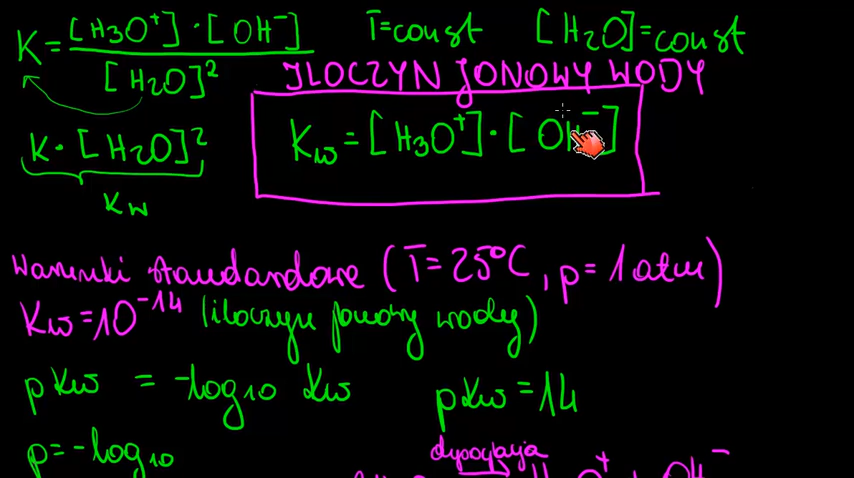 K = [H3O⁺] · [OH⁻] / [H2O]² T = const [H2O] = const
JLOCZYN JONOWY WODY
K · [H2O]² Kw = [H3O⁺] · [OH⁻]
Kw
Warunki standardowe (T = 25°C, p = 1 atm)
Kw = 10⁻¹⁴ (iloczyn jonowy wody)
pKw = -log10 Kw pKw = 14
p = -log10 dysocjacja